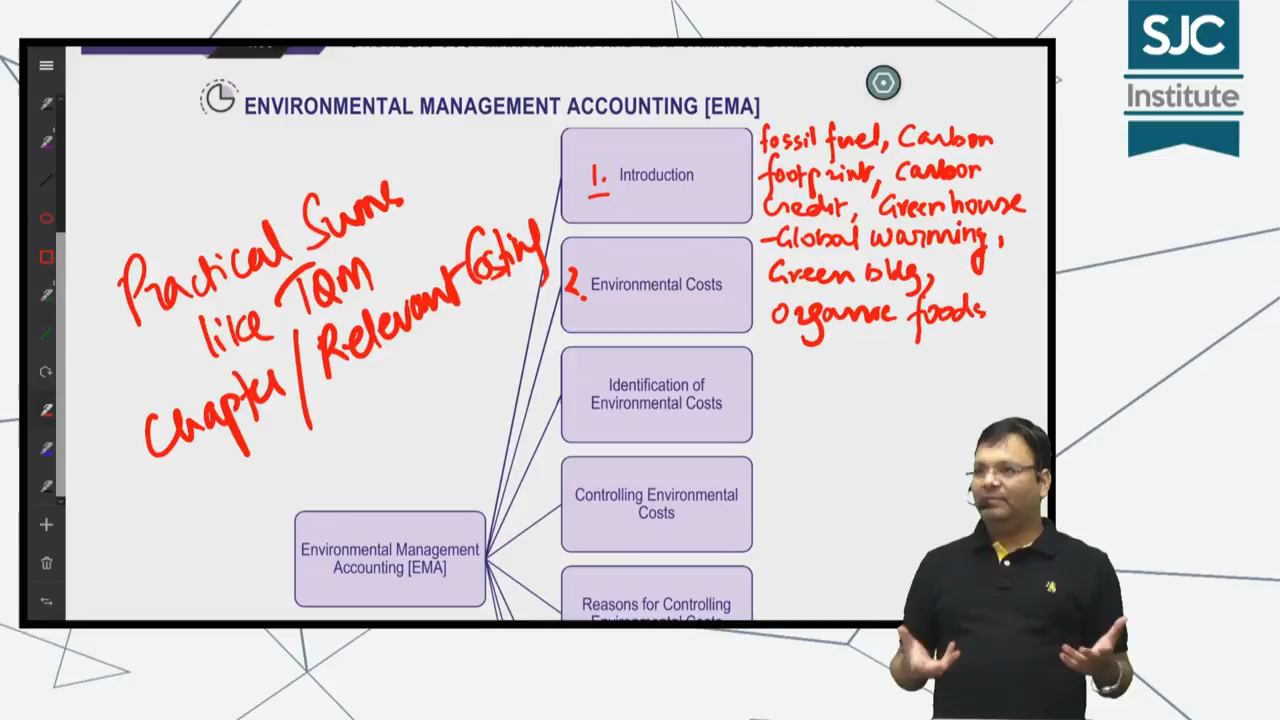 SJC
Institute
ENVIRONMENTAL MANAGEMENT ACCOUNTING [EMA]
1. Introduction
fossil fuel, Carbon
footprint, Carbon
Credit, Greenhouse
-Global warming,
Green bldg,
Organic foods
Practical Sums
like TQM
Chapter/Relevant Costing
2. Environmental Costs
Identification of
Environmental Costs
Controlling Environmental
Costs
Environmental Management
Accounting [EMA]
Reasons for Controlling
Environmental Costs